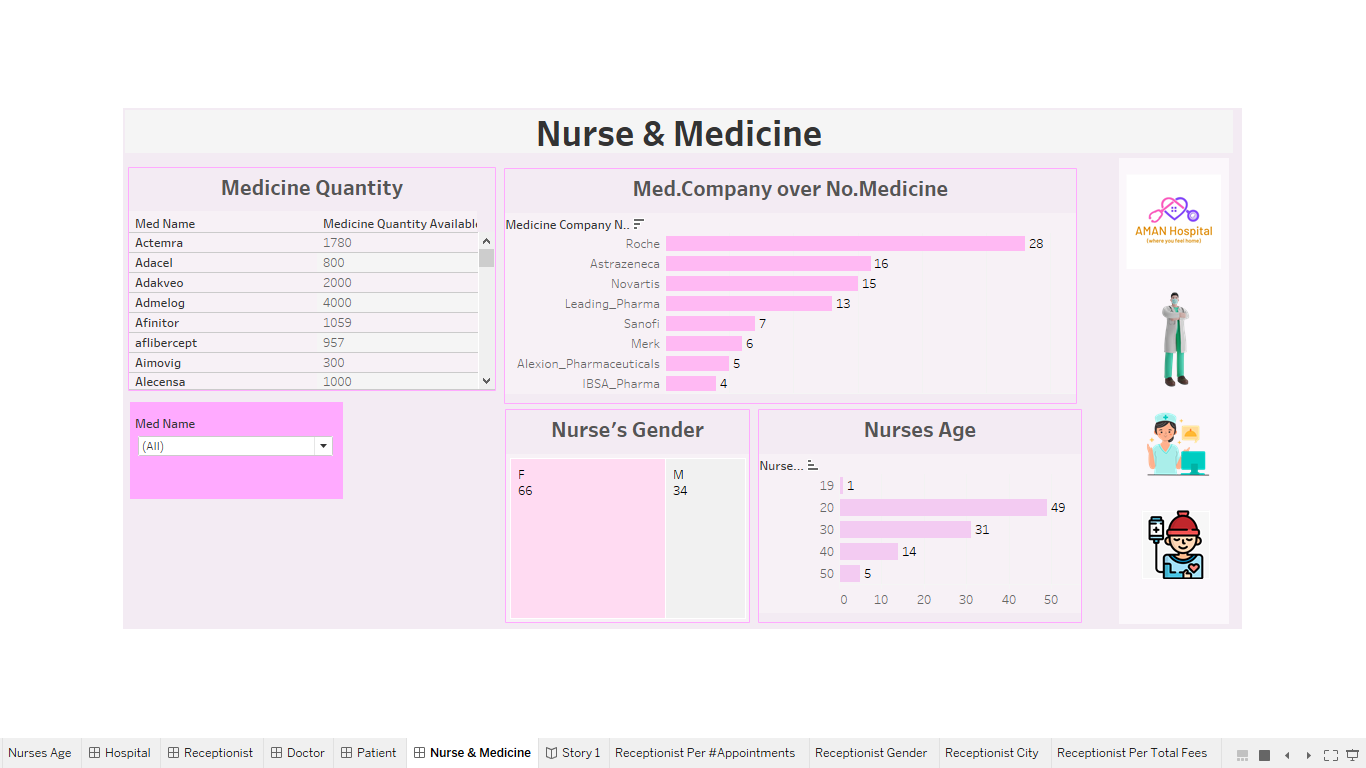 Nurse & Medicine
Medicine Quantity
Med Name Medicine Quantity Available
Actemra 1780
Adacel 800
Adakveo 2000
Admelog 4000
Afinitor 1059
aflibercept 957
Aimovig 300
Alecensa 1000
Med Name
(All)
Med.Company over No.Medicine
Medicine Company N..
Roche 28
Astrazeneca 16
Novartis 15
Leading_Pharma 13
Sanofi 7
Merk 6
Alexion_Pharmaceuticals 5
IBSA_Pharma 4
Nurse's Gender
F M
66 34
Nurses Age
Nurse...
19 1
20 49
30 31
40 14
50 5
0 10 20 30 40 50
AMAN Hospital
(where you feel home)
Nurses Age Hospital Receptionist Doctor Patient Nurse & Medicine Story 1 Receptionist Per #Appointments Receptionist Gender Receptionist City Receptionist Per Total Fees